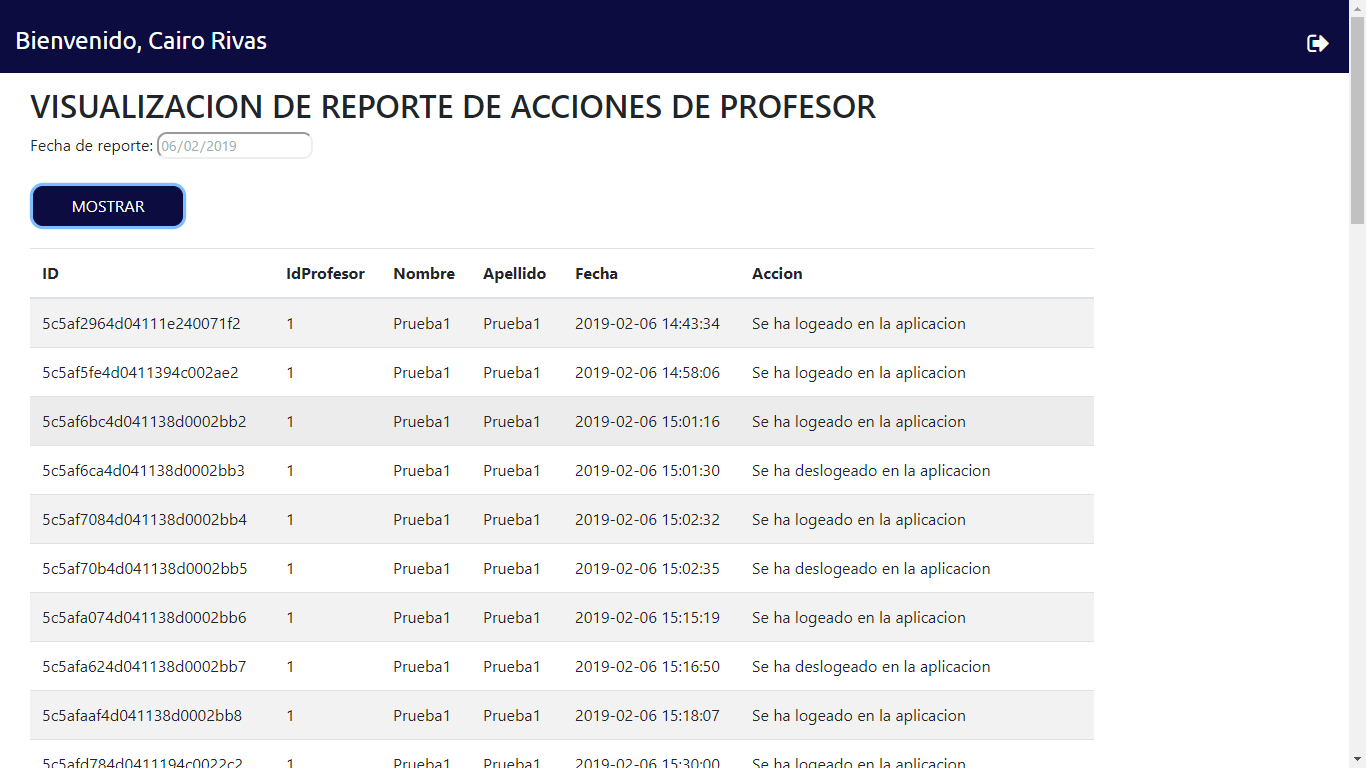 Bienvenido, Cairo Rivas
VISUALIZACION DE REPORTE DE ACCIONES DE PROFESOR
Fecha de reporte: 06/02/2019
MOSTRAR
ID IdProfesor Nombre Apellido Fecha Accion
5c5af2964d04111e240071f2 1 Prueba1 Prueba1 2019-02-06 14:43:34 Se ha logeado en la aplicacion
5c5af5fe4d0411394c002ae2 1 Prueba1 Prueba1 2019-02-06 14:58:06 Se ha logeado en la aplicacion
5c5af6bc4d041138d0002bb2 1 Prueba1 Prueba1 2019-02-06 15:01:16 Se ha logeado en la aplicacion
5c5af6ca4d041138d0002bb3 1 Prueba1 Prueba1 2019-02-06 15:01:30 Se ha deslogeado en la aplicacion
5c5af7084d041138d0002bb4 1 Prueba1 Prueba1 2019-02-06 15:02:32 Se ha logeado en la aplicacion
5c5af70b4d041138d0002bb5 1 Prueba1 Prueba1 2019-02-06 15:02:35 Se ha deslogeado en la aplicacion
5c5afa074d041138d0002bb6 1 Prueba1 Prueba1 2019-02-06 15:15:19 Se ha logeado en la aplicacion
5c5afa624d041138d0002bb7 1 Prueba1 Prueba1 2019-02-06 15:16:50 Se ha deslogeado en la aplicacion
5c5afaaf4d041138d0002bb8 1 Prueba1 Prueba1 2019-02-06 15:18:07 Se ha logeado en la aplicacion
5c5afd784d0411194c0022c2 1 Prueba1 Prueba1 2019-02-06 15:30:00 Se ha logeado en la aplicacion